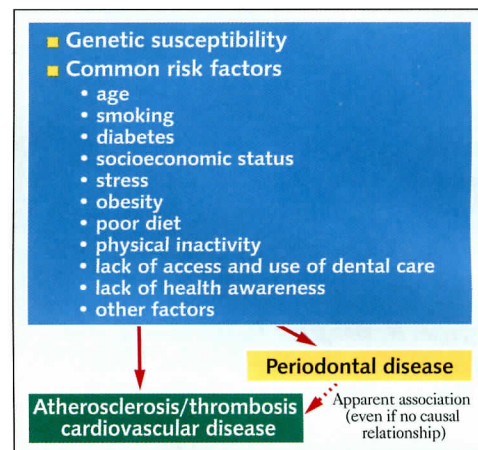 Genetic susceptibility
Common risk factors
• age
• smoking
• diabetes
• socioeconomic status
• stress
• obesity
• poor diet
• physical inactivity
• lack of access and use of dental care
• lack of health awareness
• other factors
Periodontal disease
Atherosclerosis/thrombosis
cardiovascular disease
Apparent association
(even if no causal
relationship)